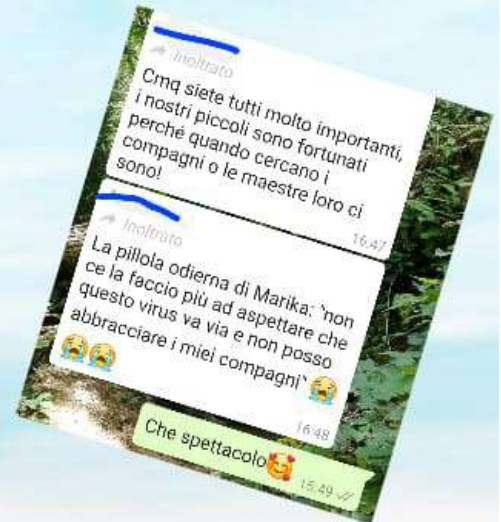 Inoltrato
Cmq siete tutti molto importanti,
i nostri piccoli sono fortunati
perché quando cercano i
compagni o le maestre loro ci
sono!
16:47
Inoltrato
La pillola odierna di Marika: "non
ce la faccio più ad aspettare che
questo virus va via e non posso
abbracciare i miei compagni" 😭
😭😭
16:48
Che spettacolo🥰
15:49